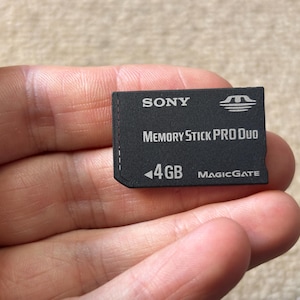 SONY
MEMORY STICK PRO DUO
◄4GB MAGICGATE